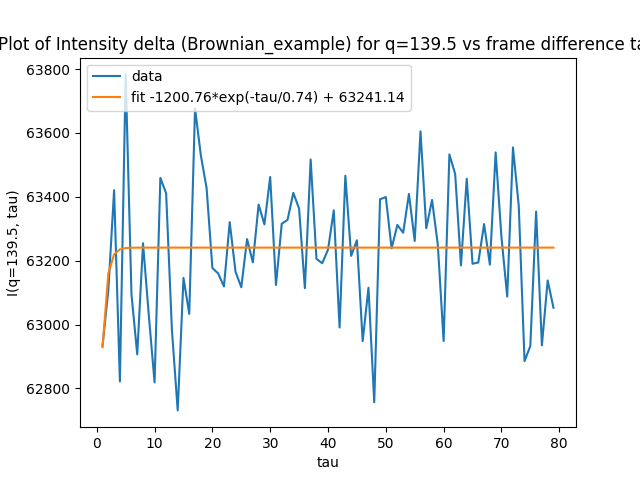 Plot of Intensity delta (Brownian_example) for q=139.5 vs frame difference
data
fit -1200.76*exp(-tau/0.74) + 63241.14
I(q=139.5, tau)
63800
63600
63400
63200
63000
62800
0 10 20 30 40 50 60 70 80
tau